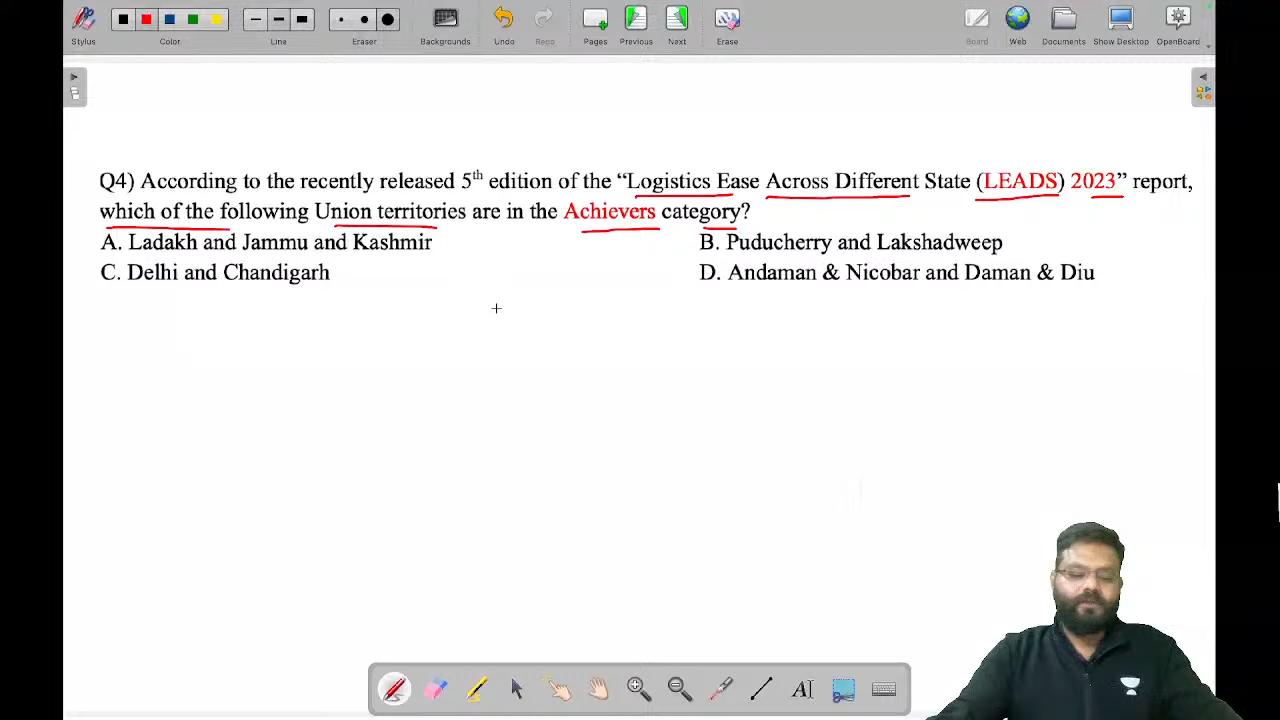 Stylus
Color
Line
Eraser
Backgrounds
Undo
Redo
Pages
Previous
Next
Erase
Board
Web
Documents
Show Desktop
OpenBoard
Q4) According to the recently released 5th edition of the “Logistics Ease Across Different State (LEADS) 2023” report,
which of the following Union territories are in the Achievers category?
A. Ladakh and Jammu and Kashmir
B. Puducherry and Lakshadweep
C. Delhi and Chandigarh
D. Andaman & Nicobar and Daman & Diu